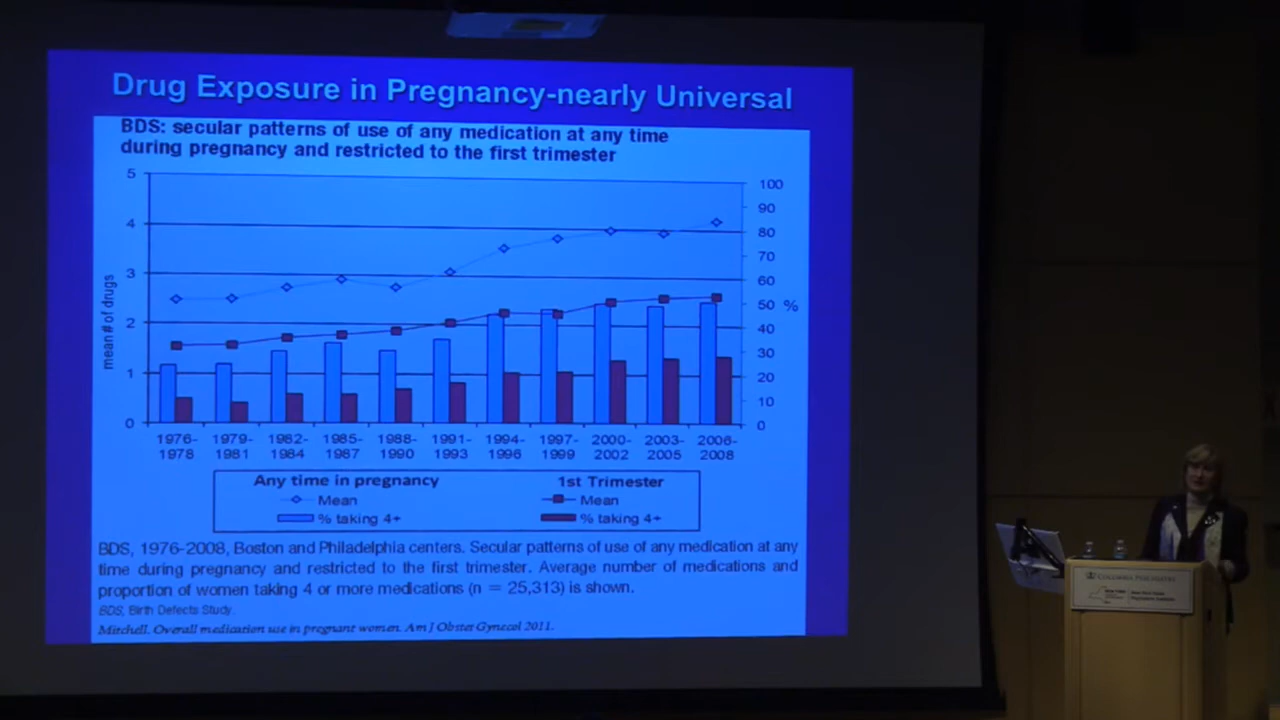 Drug Exposure in Pregnancy-nearly Universal
BDS: secular patterns of use of any medication at any time
during pregnancy and restricted to the first trimester
5
4
3
2
1
0
mean # of drugs
100
90
80
70
60
50 %
40
30
20
10
0
1976- 1979- 1982- 1985- 1988- 1991- 1994- 1997- 2000- 2003- 2006-
1978 1981 1984 1987 1990 1993 1996 1999 2002 2005 2008
Any time in pregnancy 1st Trimester
Mean Mean
% taking 4+ % taking 4+
BDS, 1976-2008, Boston and Philadelphia centers. Secular patterns of use of any medication at any
time during pregnancy and restricted to the first trimester. Average number of medications and
proportion of women taking 4 or more medications (n = 25,313) is shown.
BDS, Birth Defects Study.
Mitchell. Overall medication use in pregnant women. Am J Obstet Gynecol 2011.
COLUMBIA PSYCHIATRY
New York State
Psychiatric Institute